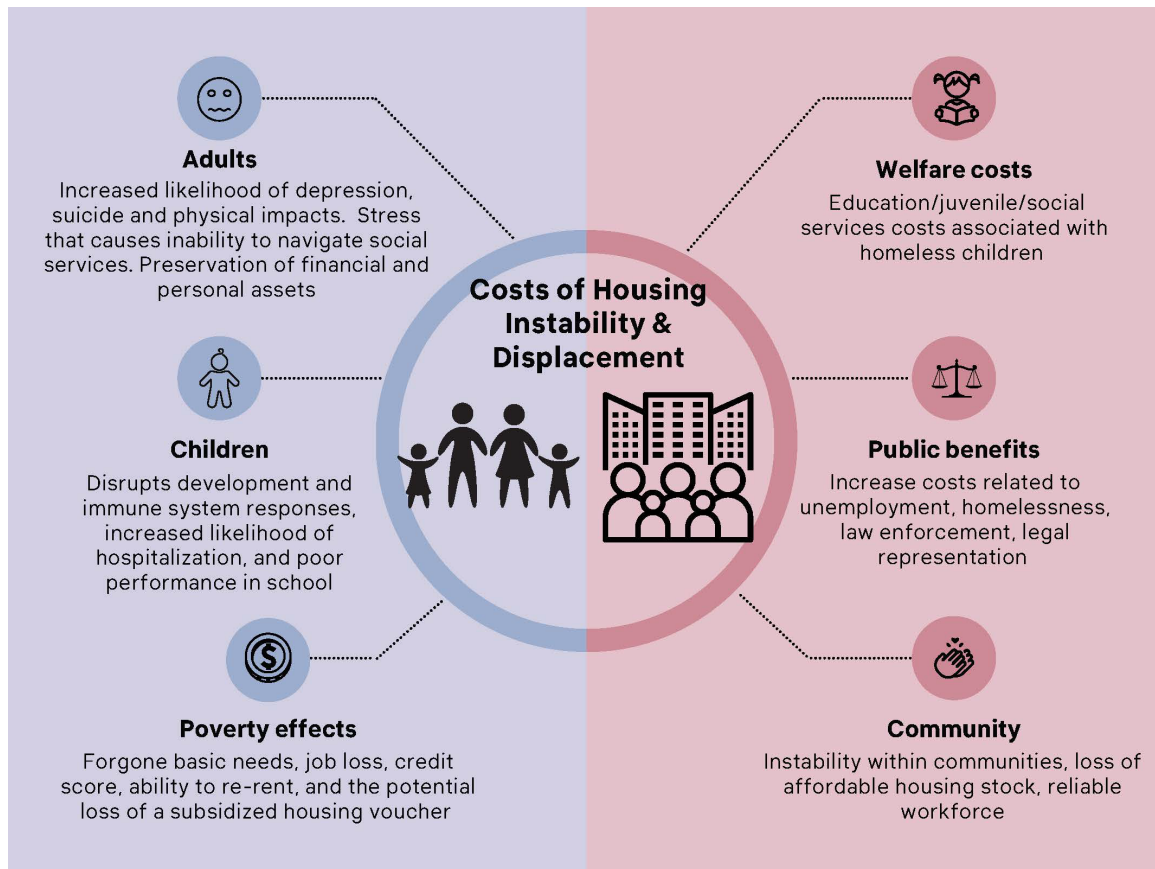 Adults
Increased likelihood of depression,
suicide and physical impacts.  Stress
that causes inability to navigate social
services. Preservation of financial and
personal assets
Children
Disrupts development and
immune system responses,
increased likelihood of
hospitalization, and poor
performance in school
Poverty effects
Forgone basic needs, job loss, credit
score, ability to re-rent, and the potential
loss of a subsidized housing voucher
Costs of Housing
Instability &
Displacement
Welfare costs
Education/juvenile/social
services costs associated with
homeless children
Public benefits
Increase costs related to
unemployment, homelessness,
law enforcement, legal
representation
Community
Instability within communities, loss of
affordable housing stock, reliable
workforce